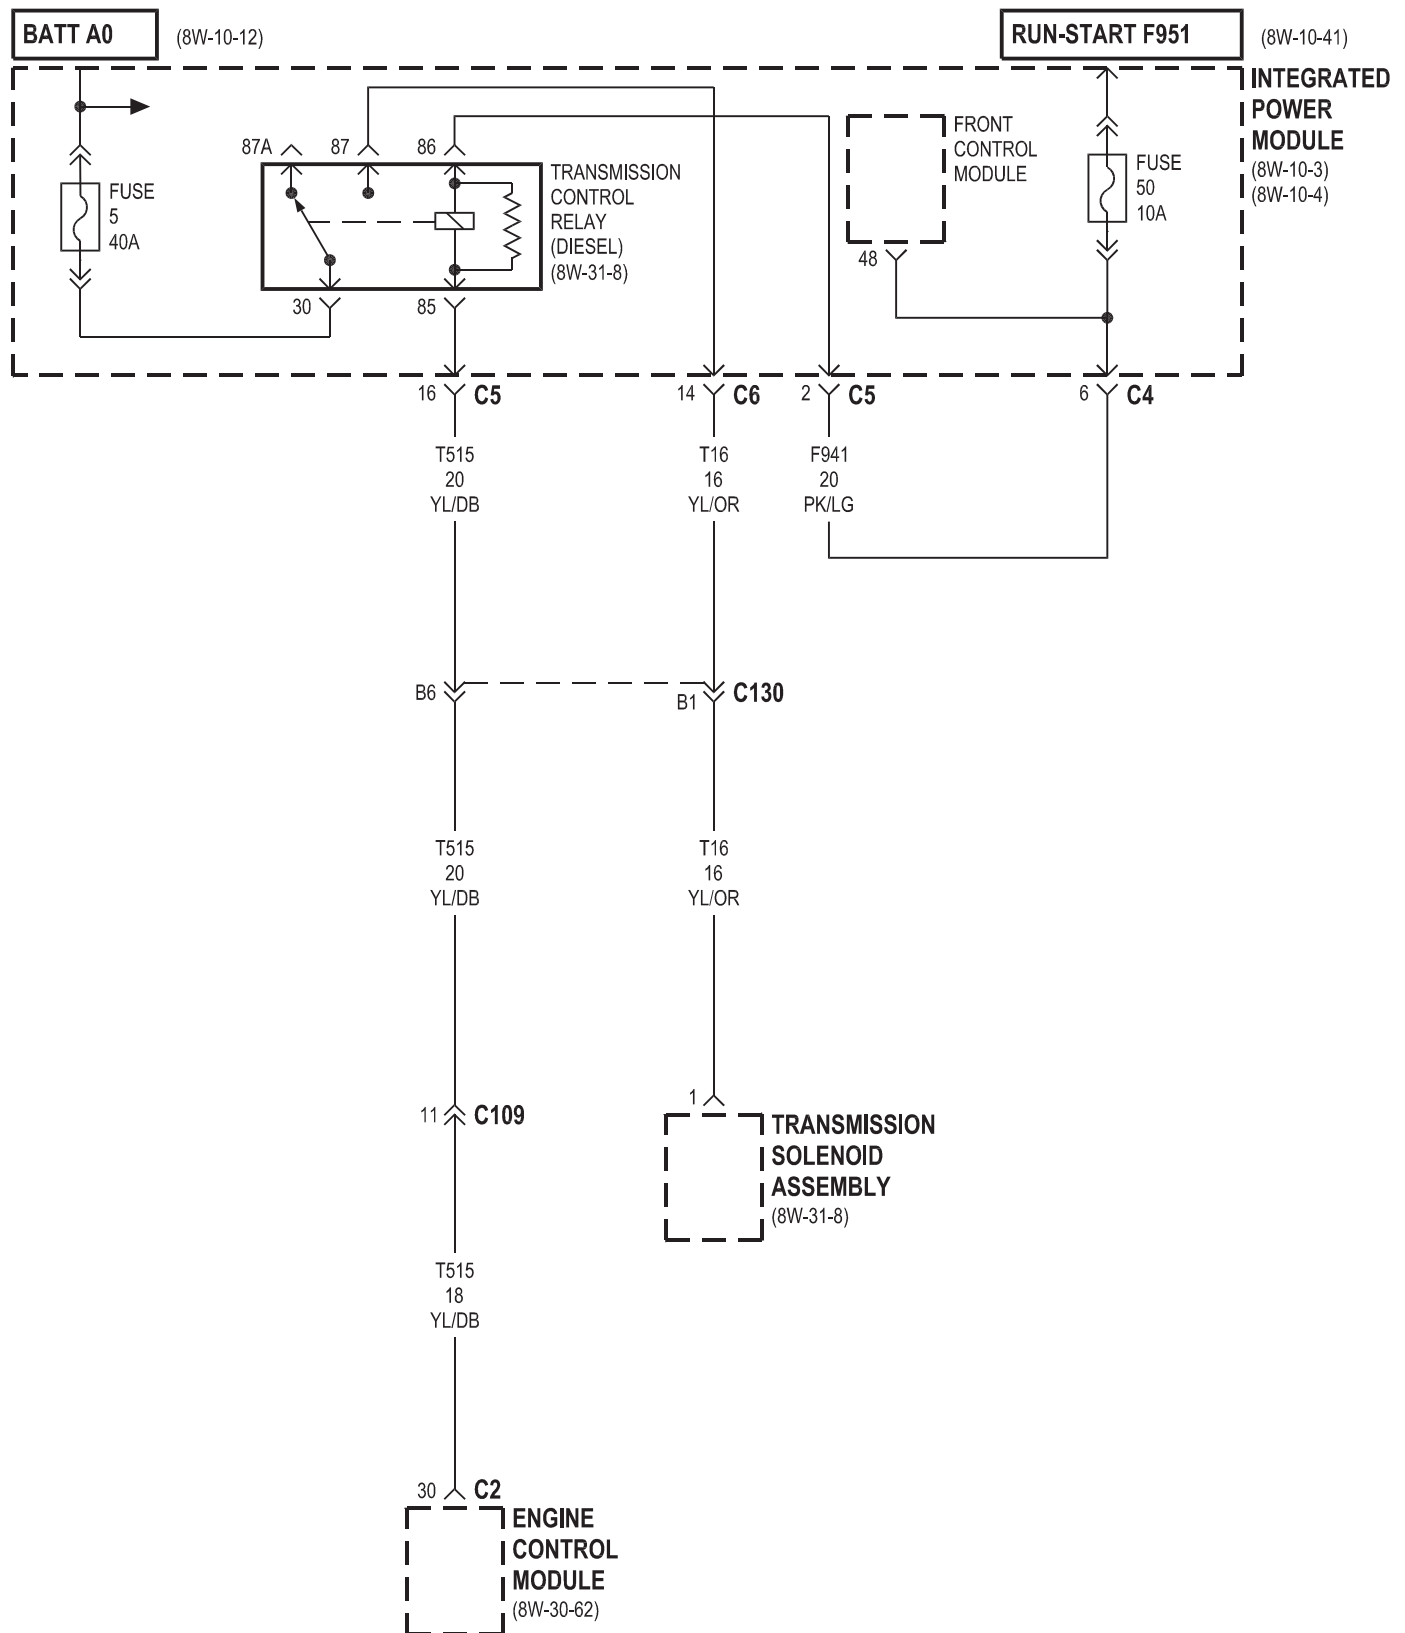 BATT A0
(8W-10-12)
RUN-START F951
(8W-10-41)
INTEGRATED
POWER
MODULE
(8W-10-3)
(8W-10-4)
FUSE
5
40A
87A
87
86
TRANSMISSION
CONTROL
RELAY
(DIESEL)
(8W-31-8)
30
85
FRONT
CONTROL
MODULE
48
FUSE
50
10A
16
C5
14
C6
2
C5
6
C4
T515
20
YL/DB
T16
16
YL/OR
F941
20
PK/LG
B6
B1
C130
T515
20
YL/DB
T16
16
YL/OR
11
C109
1
TRANSMISSION
SOLENOID
ASSEMBLY
(8W-31-8)
T515
18
YL/DB
30
C2
ENGINE
CONTROL
MODULE
(8W-30-62)